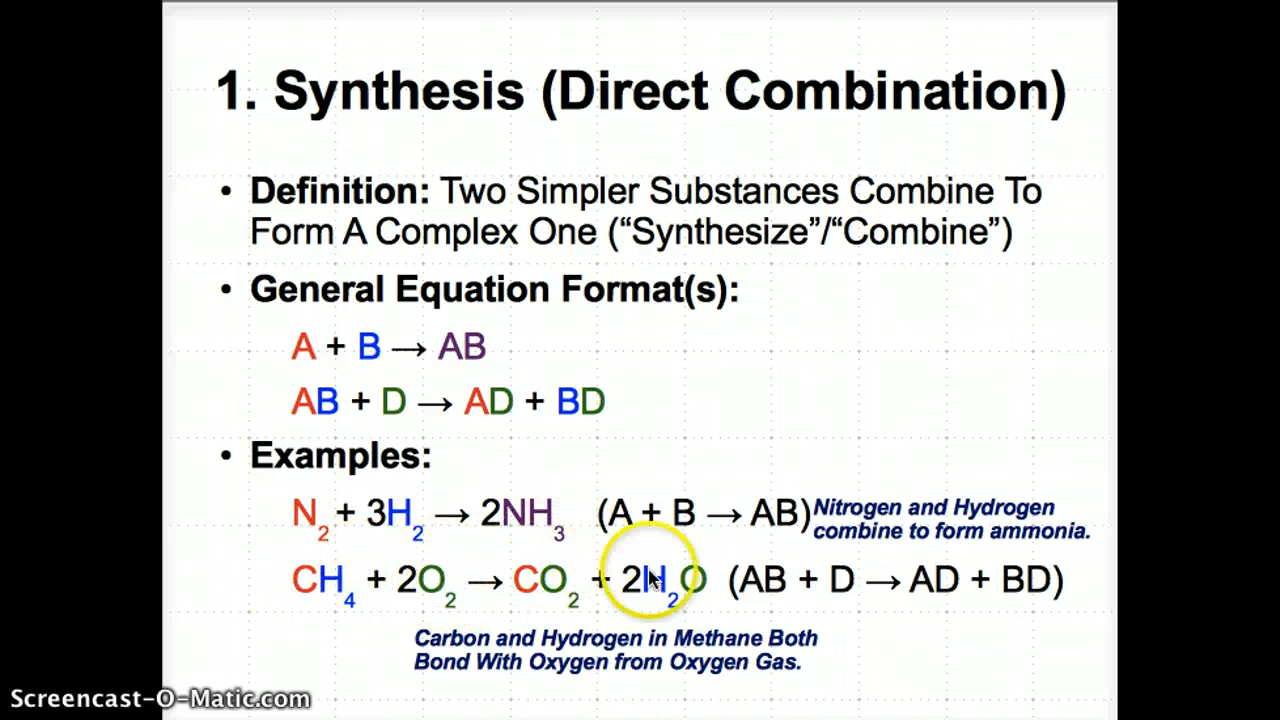 1. Synthesis (Direct Combination)
• Definition: Two Simpler Substances Combine To
Form A Complex One (“Synthesize”/“Combine”)
• General Equation Format(s):
A + B → AB
AB + D → AD + BD
• Examples:
N₂ + 3H₂ → 2NH₃ (A + B → AB) Nitrogen and Hydrogen
combine to form ammonia.
CH₄ + 2O₂ → CO₂ + 2H₂O (AB + D → AD + BD)
Carbon and Hydrogen in Methane Both
Bond With Oxygen from Oxygen Gas.
Screencast-O-Matic.com